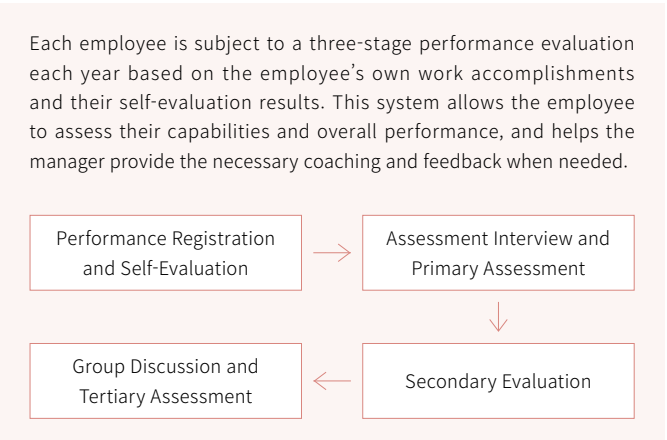 Each employee is subject to a three-stage performance evaluation
each year based on the employee’s own work accomplishments
and their self-evaluation results. This system allows the employee
to assess their capabilities and overall performance, and helps the
manager provide the necessary coaching and feedback when needed.
Performance Registration
and Self-Evaluation
Assessment Interview and
Primary Assessment
Secondary Evaluation
Group Discussion and
Tertiary Assessment